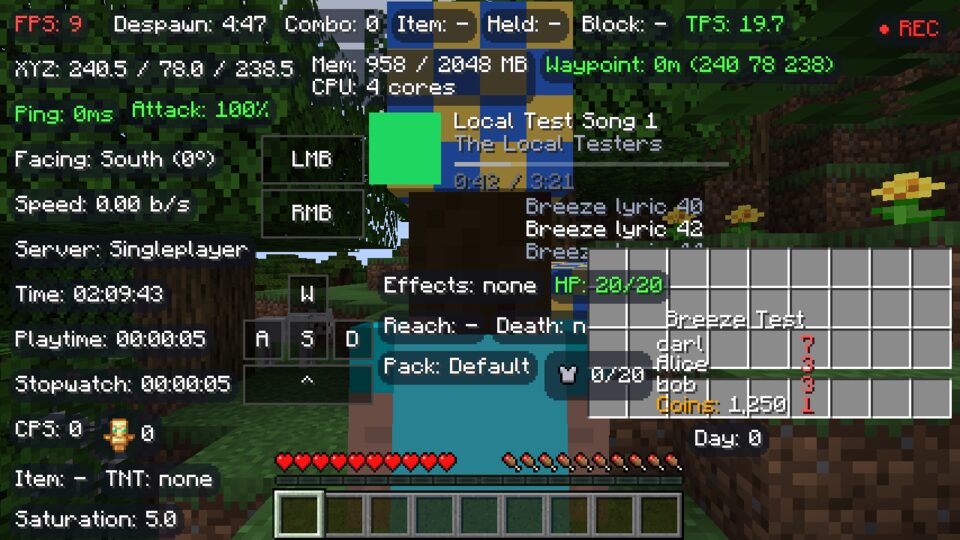 FPS: 9 Despawn: 4:47 Combo: 0 Item: - Held: - Block: - TPS: 19.7 REC
XYZ: 240.5 / 78.0 / 238.5 Mem: 958 / 2048 MB Waypoint: 0m (240 78 238)
CPU: 4 cores
Ping: 0ms Attack: 100%
Local Test Song 1
The Local Testers
0:42 / 3:21
Facing: South (0°) LMB
Speed: 0.00 b/s RMB
Breeze lyric 40
Breeze lyric 42
Breeze lyric
Server: Singleplayer
Effects: none HP: 20/20
Time: 02:09:43 W
Breeze Test
Playtime: 00:00:05 A S D Reach: - Death: n
darl 7
Alice 3
Pack: Default 0/20
bob 3
Stopwatch: 00:00:05 ^
Coins: 1,250 1
CPS: 0 0
Day: 0
Item: - TNT: none
Saturation: 5.0